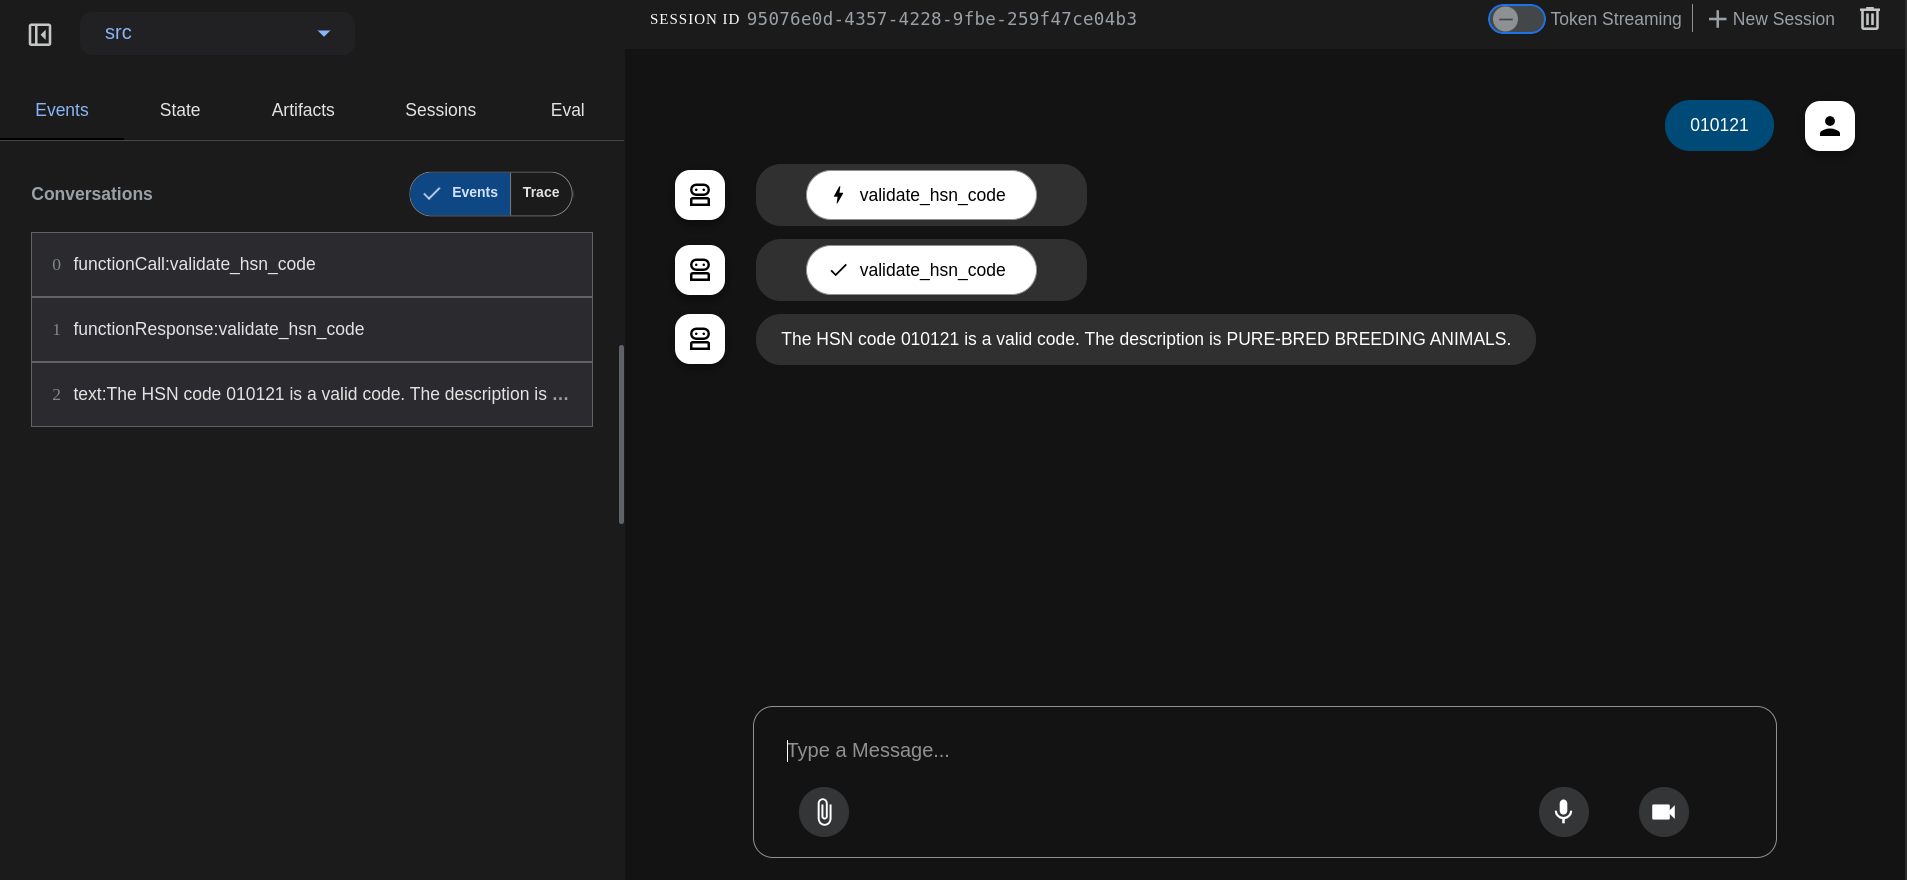 src
SESSION ID 95076e0d-4357-4228-9fbe-259f47ce04b3
Token Streaming
New Session
Events State Artifacts Sessions Eval
Conversations
Events Trace
0 functionCall:validate_hsn_code
1 functionResponse:validate_hsn_code
2 text:The HSN code 010121 is a valid code. The description is ...
010121
validate_hsn_code
validate_hsn_code
The HSN code 010121 is a valid code. The description is PURE-BRED BREEDING ANIMALS.
Type a Message...